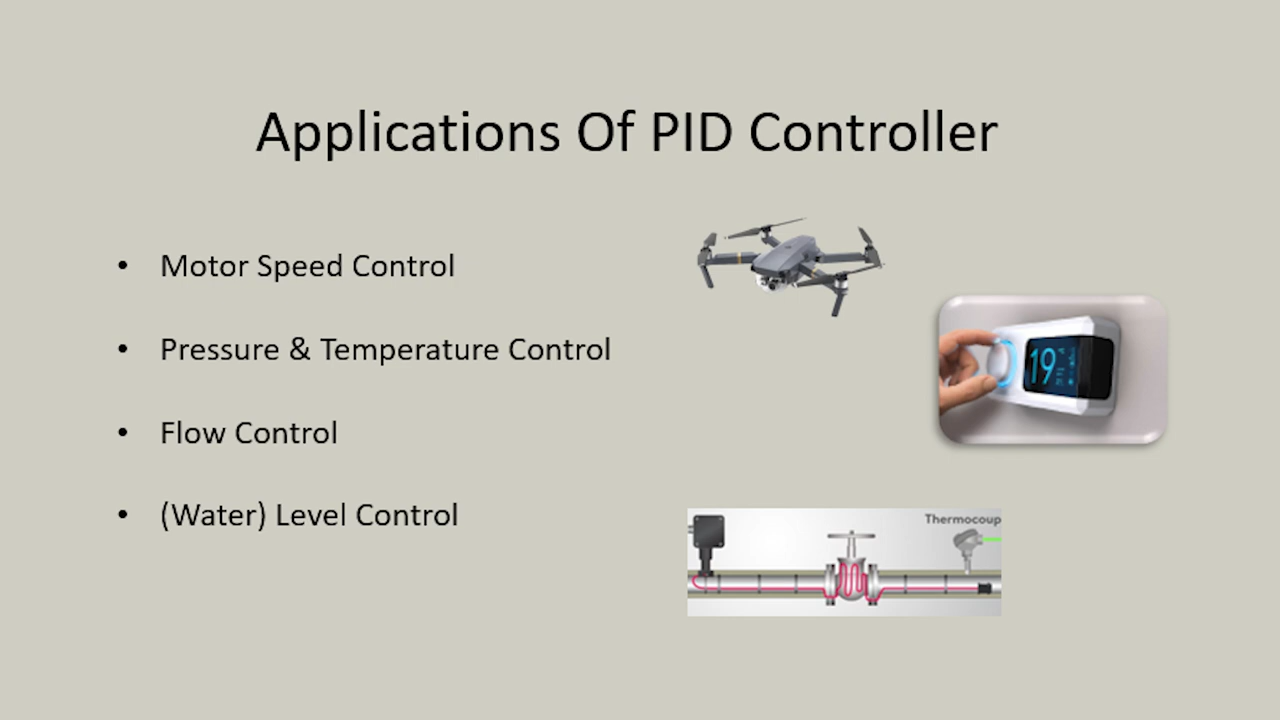 Applications Of PID Controller
• Motor Speed Control
• Pressure & Temperature Control
19
• Flow Control
• (Water) Level Control
Thermocoup